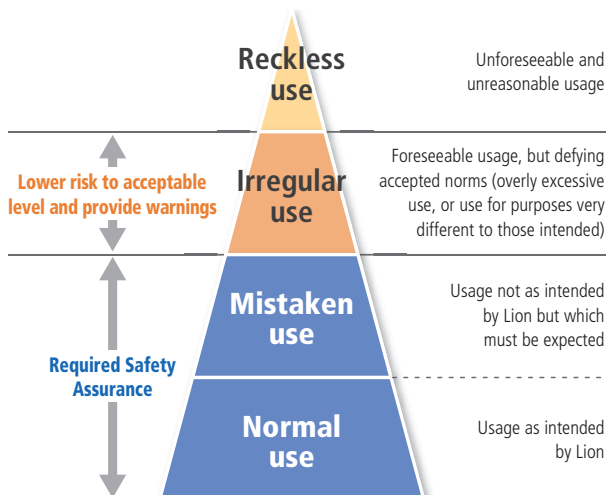 Reckless
use
Unforeseeable and
unreasonable usage
Lower risk to acceptable
level and provide warnings
Irregular
use
Foreseeable usage, but defying
accepted norms (overly excessive
use, or use for purposes very
different to those intended)
Required Safety
Assurance
Mistaken
use
Usage not as intended
by Lion but which
must be expected
Normal
use
Usage as intended
by Lion